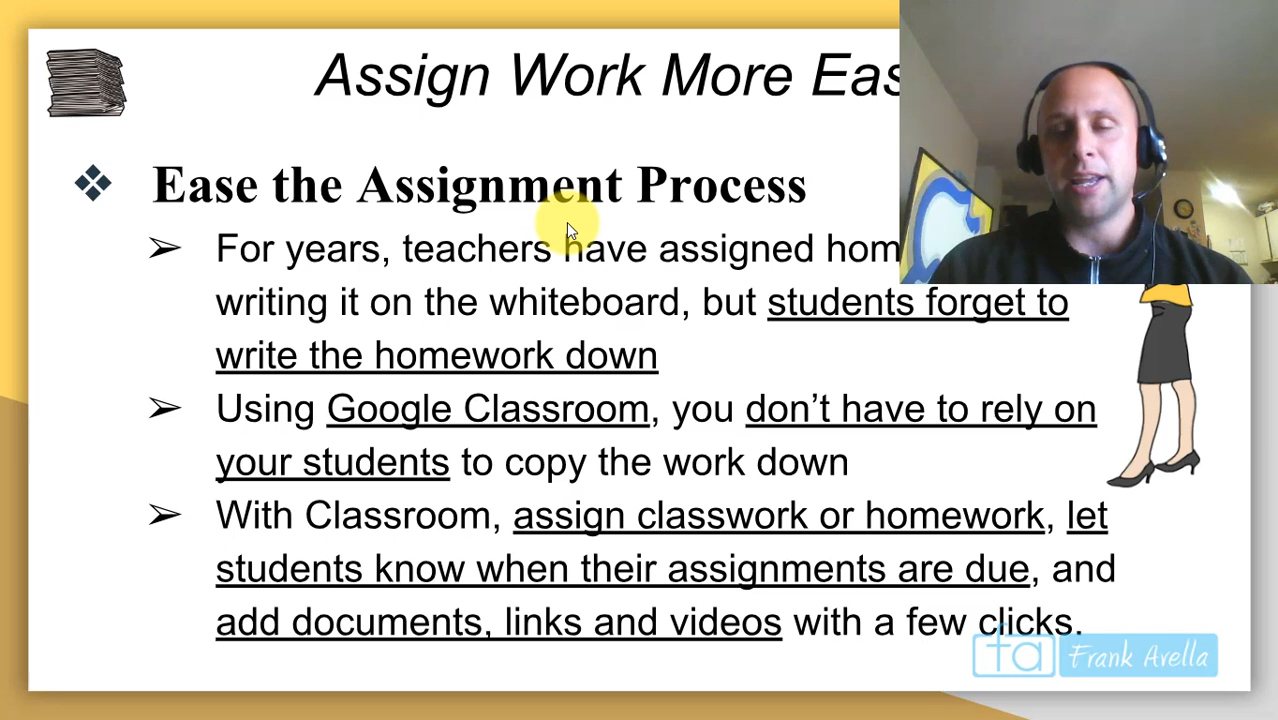 Assign Work More Eas
❖ Ease the Assignment Process
➢ For years, teachers have assigned hom
writing it on the whiteboard, but students forget to
write the homework down
➢ Using Google Classroom, you don’t have to rely on
your students to copy the work down
➢ With Classroom, assign classwork or homework, let
students know when their assignments are due, and
add documents, links and videos with a few clicks.
fa Frank Avella